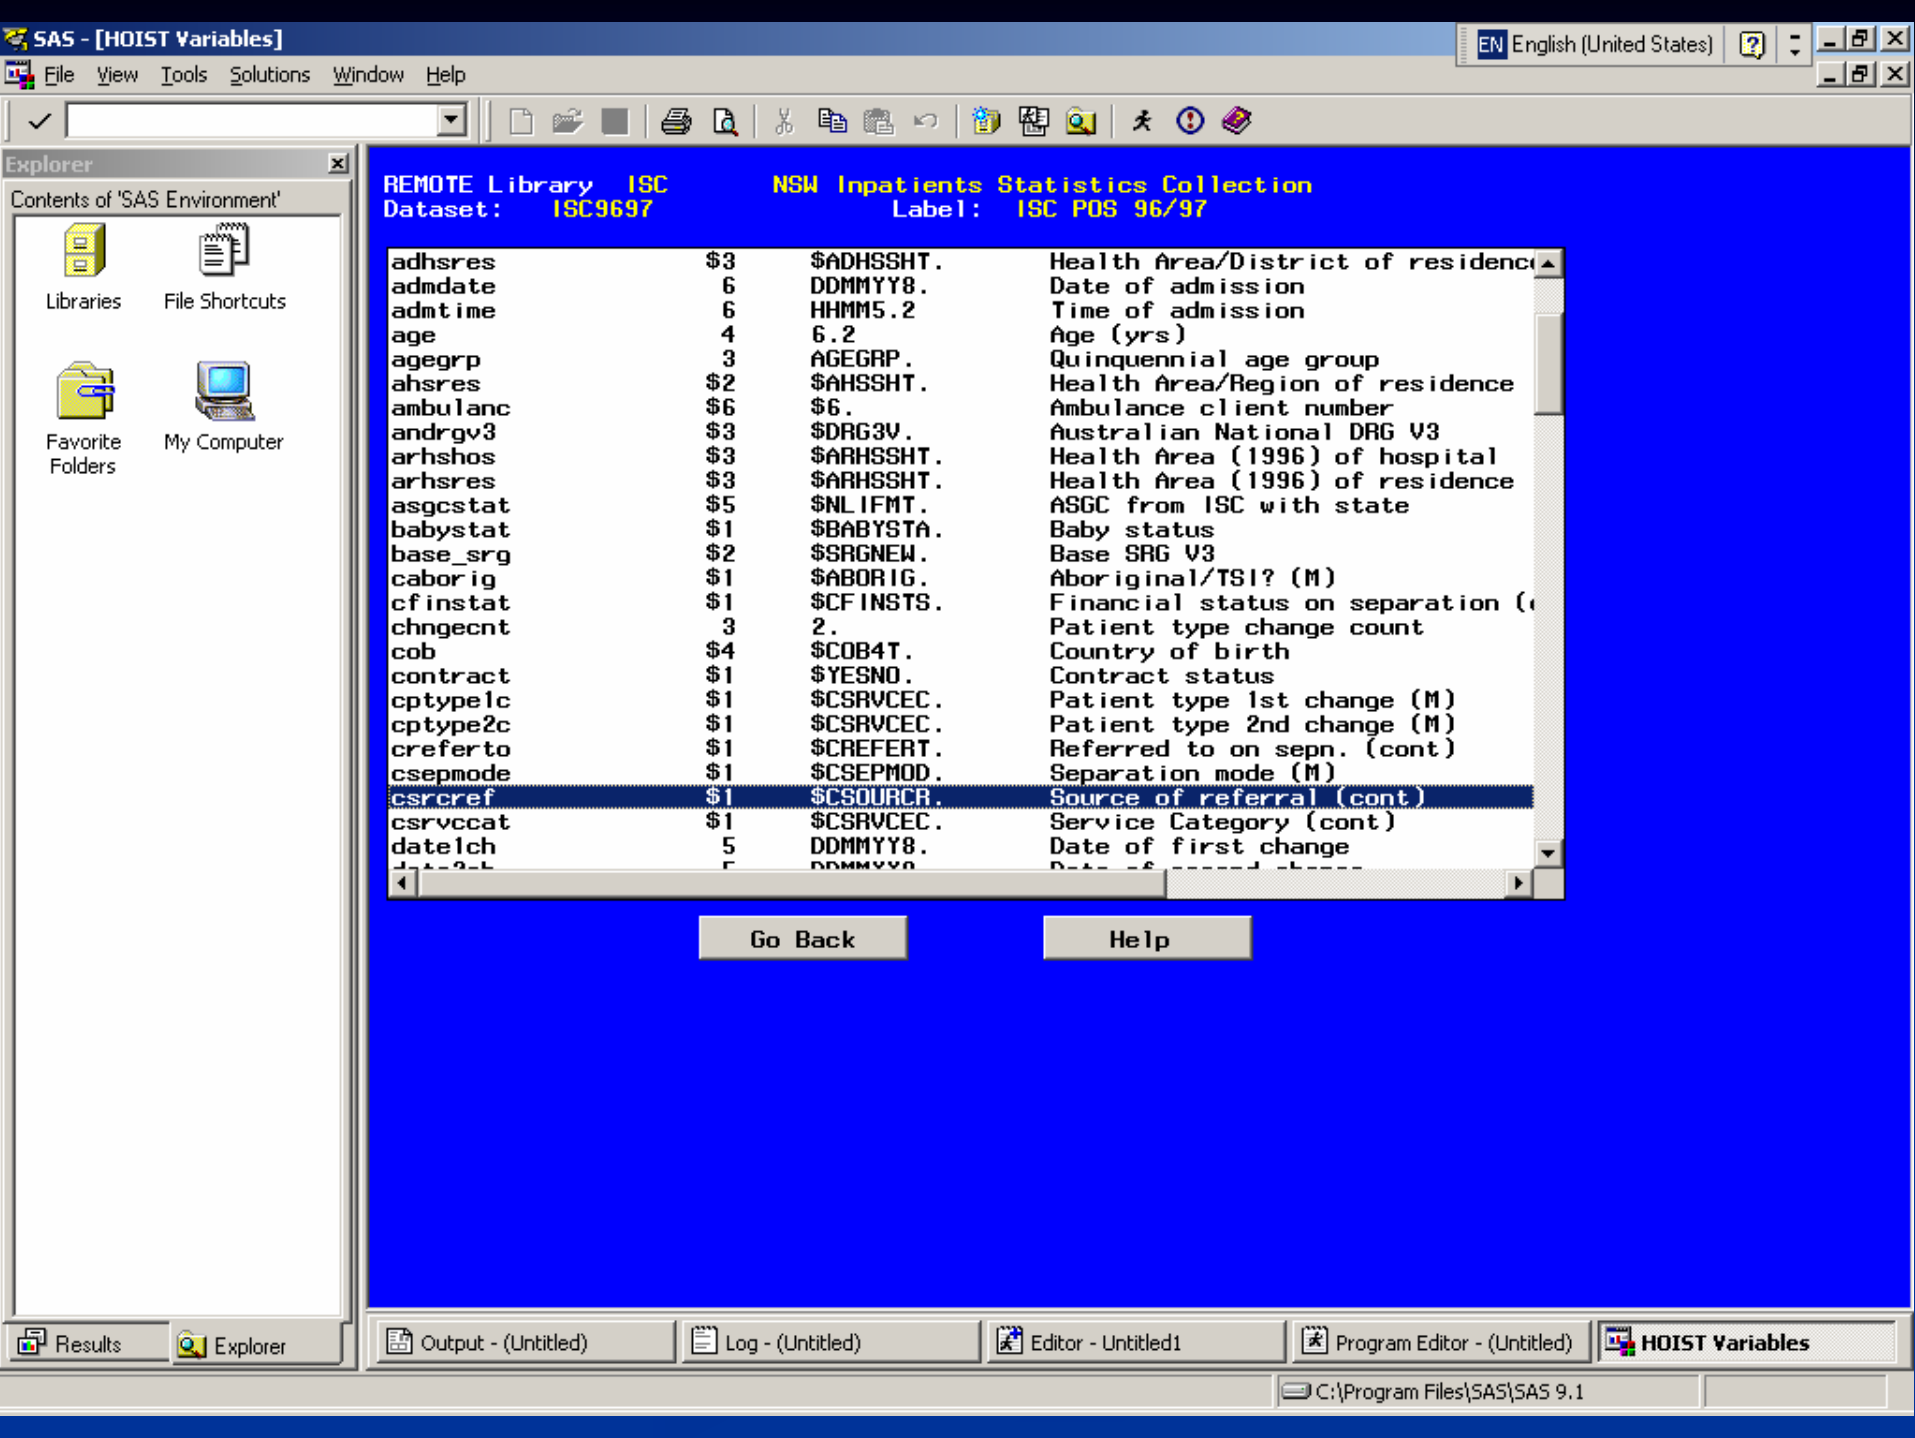 SAS - [HOIST Variables]
EN English (United States)
File View Tools Solutions Window Help
Explorer
Contents of 'SAS Environment'
Libraries File Shortcuts
Favorite Folders My Computer
REMOTE Library ISC NSW Inpatients Statistics Collection
Dataset: ISC9697 Label: ISC POS 96/97
adhsres $3 $ADHSSHT. Health Area/District of residence
admdate 6 DDMMYY8. Date of admission
admtime 6 HHMM5.2 Time of admission
age 4 6.2 Age (yrs)
agegrp 3 AGEGRP. Quinquennial age group
ahsres $2 $AHSSHT. Health Area/Region of residence
ambulanc $6 $6. Ambulance client number
andrgv3 $3 $DRG3V. Australian National DRG V3
arhshos $3 $ARHSSHT. Health Area (1996) of hospital
arhsres $3 $ARHSSHT. Health Area (1996) of residence
asgcstat $5 $NLIFMT. ASGC from ISC with state
babystat $1 $BABYSTA. Baby status
base_srg $2 $SRGNEW. Base SRG V3
caborig $1 $ABORIG. Aboriginal/TSI? (M)
cfinstat $1 $CFINSTS. Financial status on separation (
chngecnt 3 2. Patient type change count
cob $4 $COB4T. Country of birth
contract $1 $YESNO. Contract status
cptype1c $1 $CSRVCEC. Patient type 1st change (M)
cptype2c $1 $CSRVCEC. Patient type 2nd change (M)
creferto $1 $CREFERT. Referred to on sepn. (cont)
csepmode $1 $CSEPMOD. Separation mode (M)
csrcref $1 $CSOURCR. Source of referral (cont)
csrvccat $1 $CSRVCEC. Service Category (cont)
date1ch 5 DDMMYY8. Date of first change
Go Back Help
Results Explorer
Output - (Untitled) Log - (Untitled) Editor - Untitled1 Program Editor - (Untitled) HOIST Variables
C:\Program Files\SAS\SAS 9.1